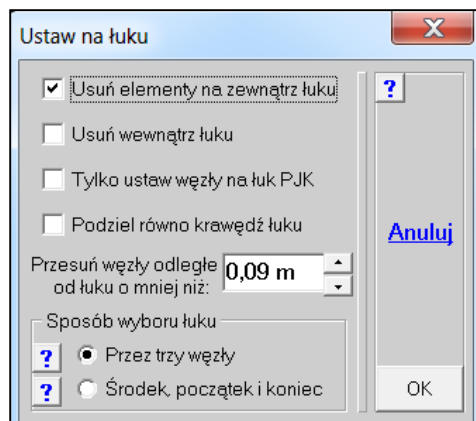 Ustaw na łuku
Usuń elementy na zewnątrz łuku
?
Usuń wewnątrz łuku
Tylko ustaw węzły na łuk PJK
Podziel równo krawędź łuku
Anuluj
Przesuń węzły odległe
od łuku o mniej niż:
0,09 m
Sposób wyboru łuku
? Przez trzy węzły
? Środek, początek i koniec
OK